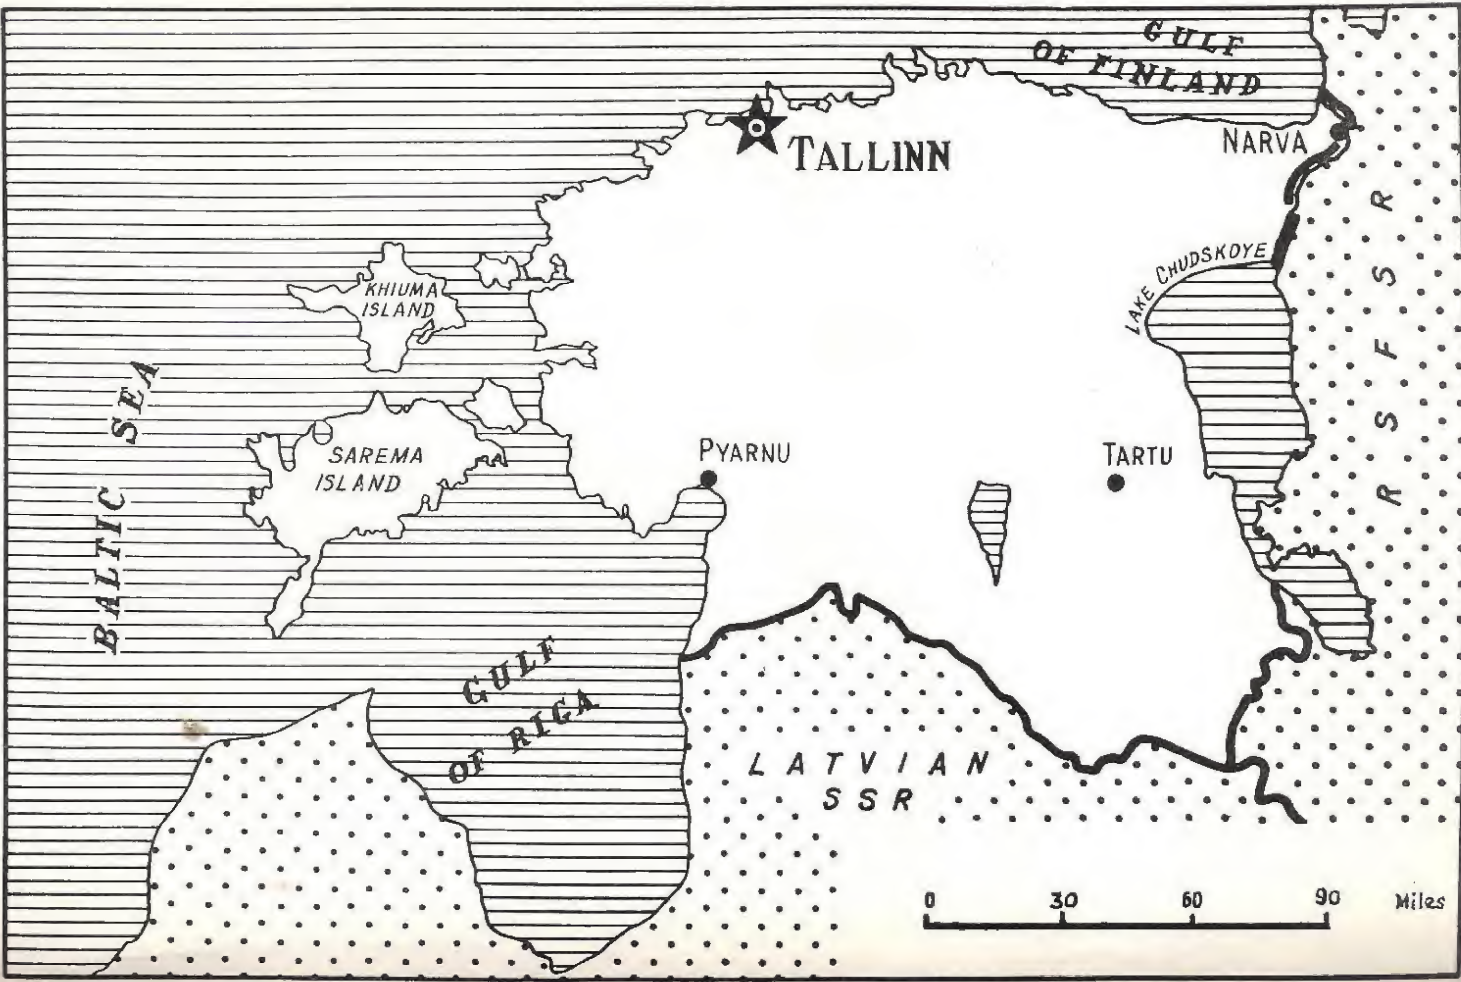 GULF
OF FINLAND
TALLINN
NARVA
LAKE CHUDSKOYE
KHIUMA
ISLAND
BALTIC SEA
SAREMA
ISLAND
PYARNU
TARTU
RSFSR
GULF
OF RIGA
LATVIAN
SSR
0 30 60 90 Miles